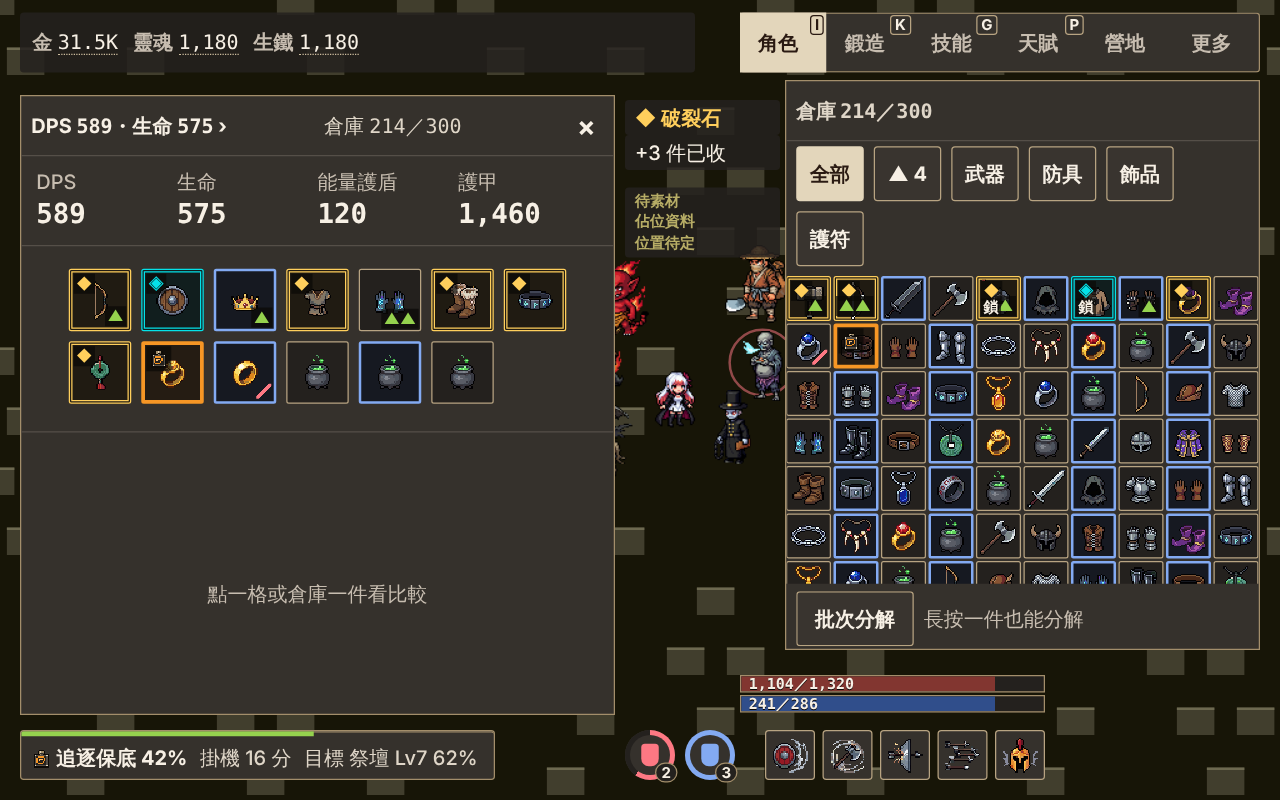 金 31.5K 靈魂 1,180 生鐵 1,180
角色 I 鍛造 K 技能 G 天賦 P 營地 更多
DPS 589・生命 575 › 倉庫 214／300 ×
DPS 生命 能量護盾 護甲
589 575 120 1,460
點一格或倉庫一件看比較
破裂石
+3 件已收
待素材
佔位資料
位置待定
倉庫 214／300
全部 ▲ 4 武器 防具 飾品
護符
鎖 鎖
批次分解 長按一件也能分解
1,104／1,320
241／286
追逐保底 42% 掛機 16 分 目標 祭壇 Lv7 62%
2 3